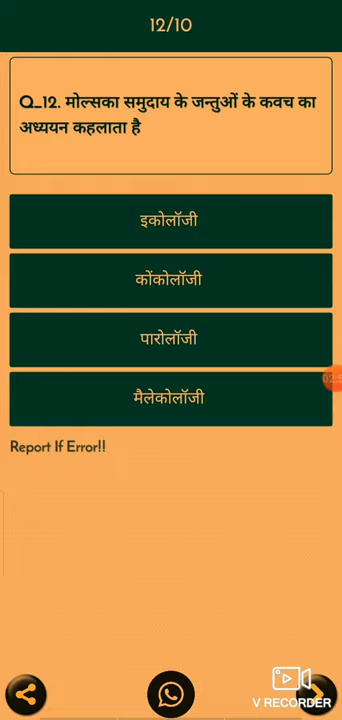 12/10
Q_12. मोल्सका समुदाय के जन्तुओं के कवच का
अध्ययन कहलाता है
इकोलॉजी
कोंकोलॉजी
पारोलॉजी
मैलेकोलॉजी
Report If Error!!
V RECORDER